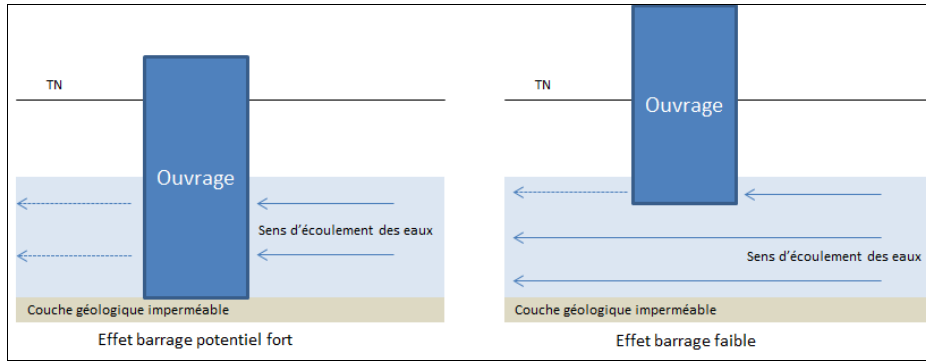 TN
Ouvrage
Sens d'écoulement des eaux
Couche géologique imperméable
Effet barrage potentiel fort
TN
Ouvrage
Sens d'écoulement des eaux
Couche géologique imperméable
Effet barrage faible